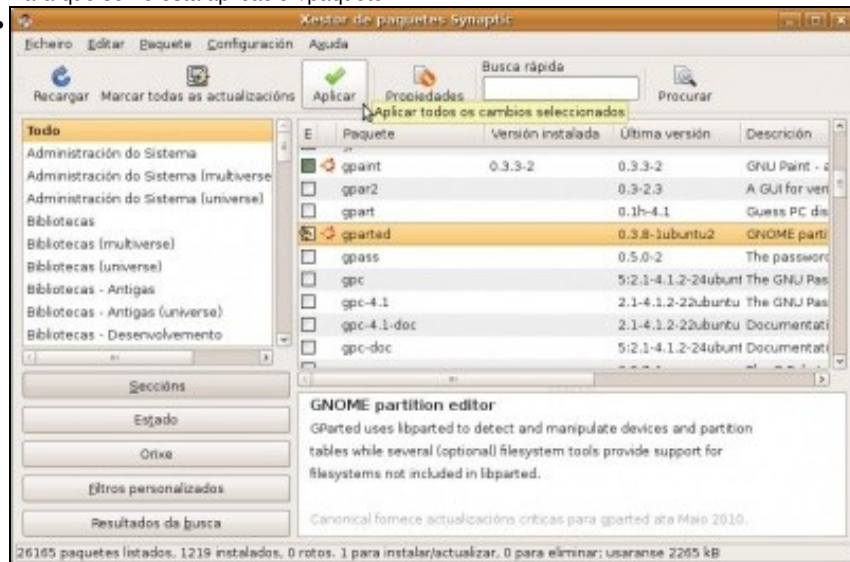 Xestor de paquetes Synaptic
Ficheiro Editar Paquete Configuración Aguda
Recargar Marcar todas as actualizacións Aplicar Propiedades Busca rápida Procurar
Aplicar todos os cambios seleccionados
Todo
Administración do Sistema
Administración do Sistema (multiverse
Administración do Sistema (universe)
Bibliotecas
Bibliotecas (multiverse)
Bibliotecas (universe)
Bibliotecas - Antigas
Bibliotecas - Antigas (universe)
Bibliotecas - Desenvolvemento
Seccións
Estado
Orixe
Filtros personalizados
Resultados da busca
E Paquete Versión instalada Última versión Descrición
gpaint 0.3.3-2 0.3.3-2 GNU Paint - a
gpar2 0.3-2.3 A GUI for veri
gpart 0.1h-4.1 Guess PC dis
gparted 0.3.8-1ubuntu2 GNOME parti
gpass 0.5.0-2 The password
gpc 5:2.1-4.1.2-24ubunt The GNU Pas
gpc-4.1 2.1-4.1.2-22ubuntu The GNU Pas
gpc-4.1-doc 2.1-4.1.2-22ubuntu Documentati
gpc-doc 5:2.1-4.1.2-24ubunt Documentati
GNOME partition editor
GParted uses libparted to detect and manipulate devices and partition
tables while several (optional) filesystem tools provide support for
filesystems not included in libparted.
Canonical fornece actualizacións críticas para gparted ata Maio 2010.
26165 paquetes listados, 1219 instalados, 0 rotos. 1 para instalar/actualizar, 0 para eliminar; usaranse 2265 kB